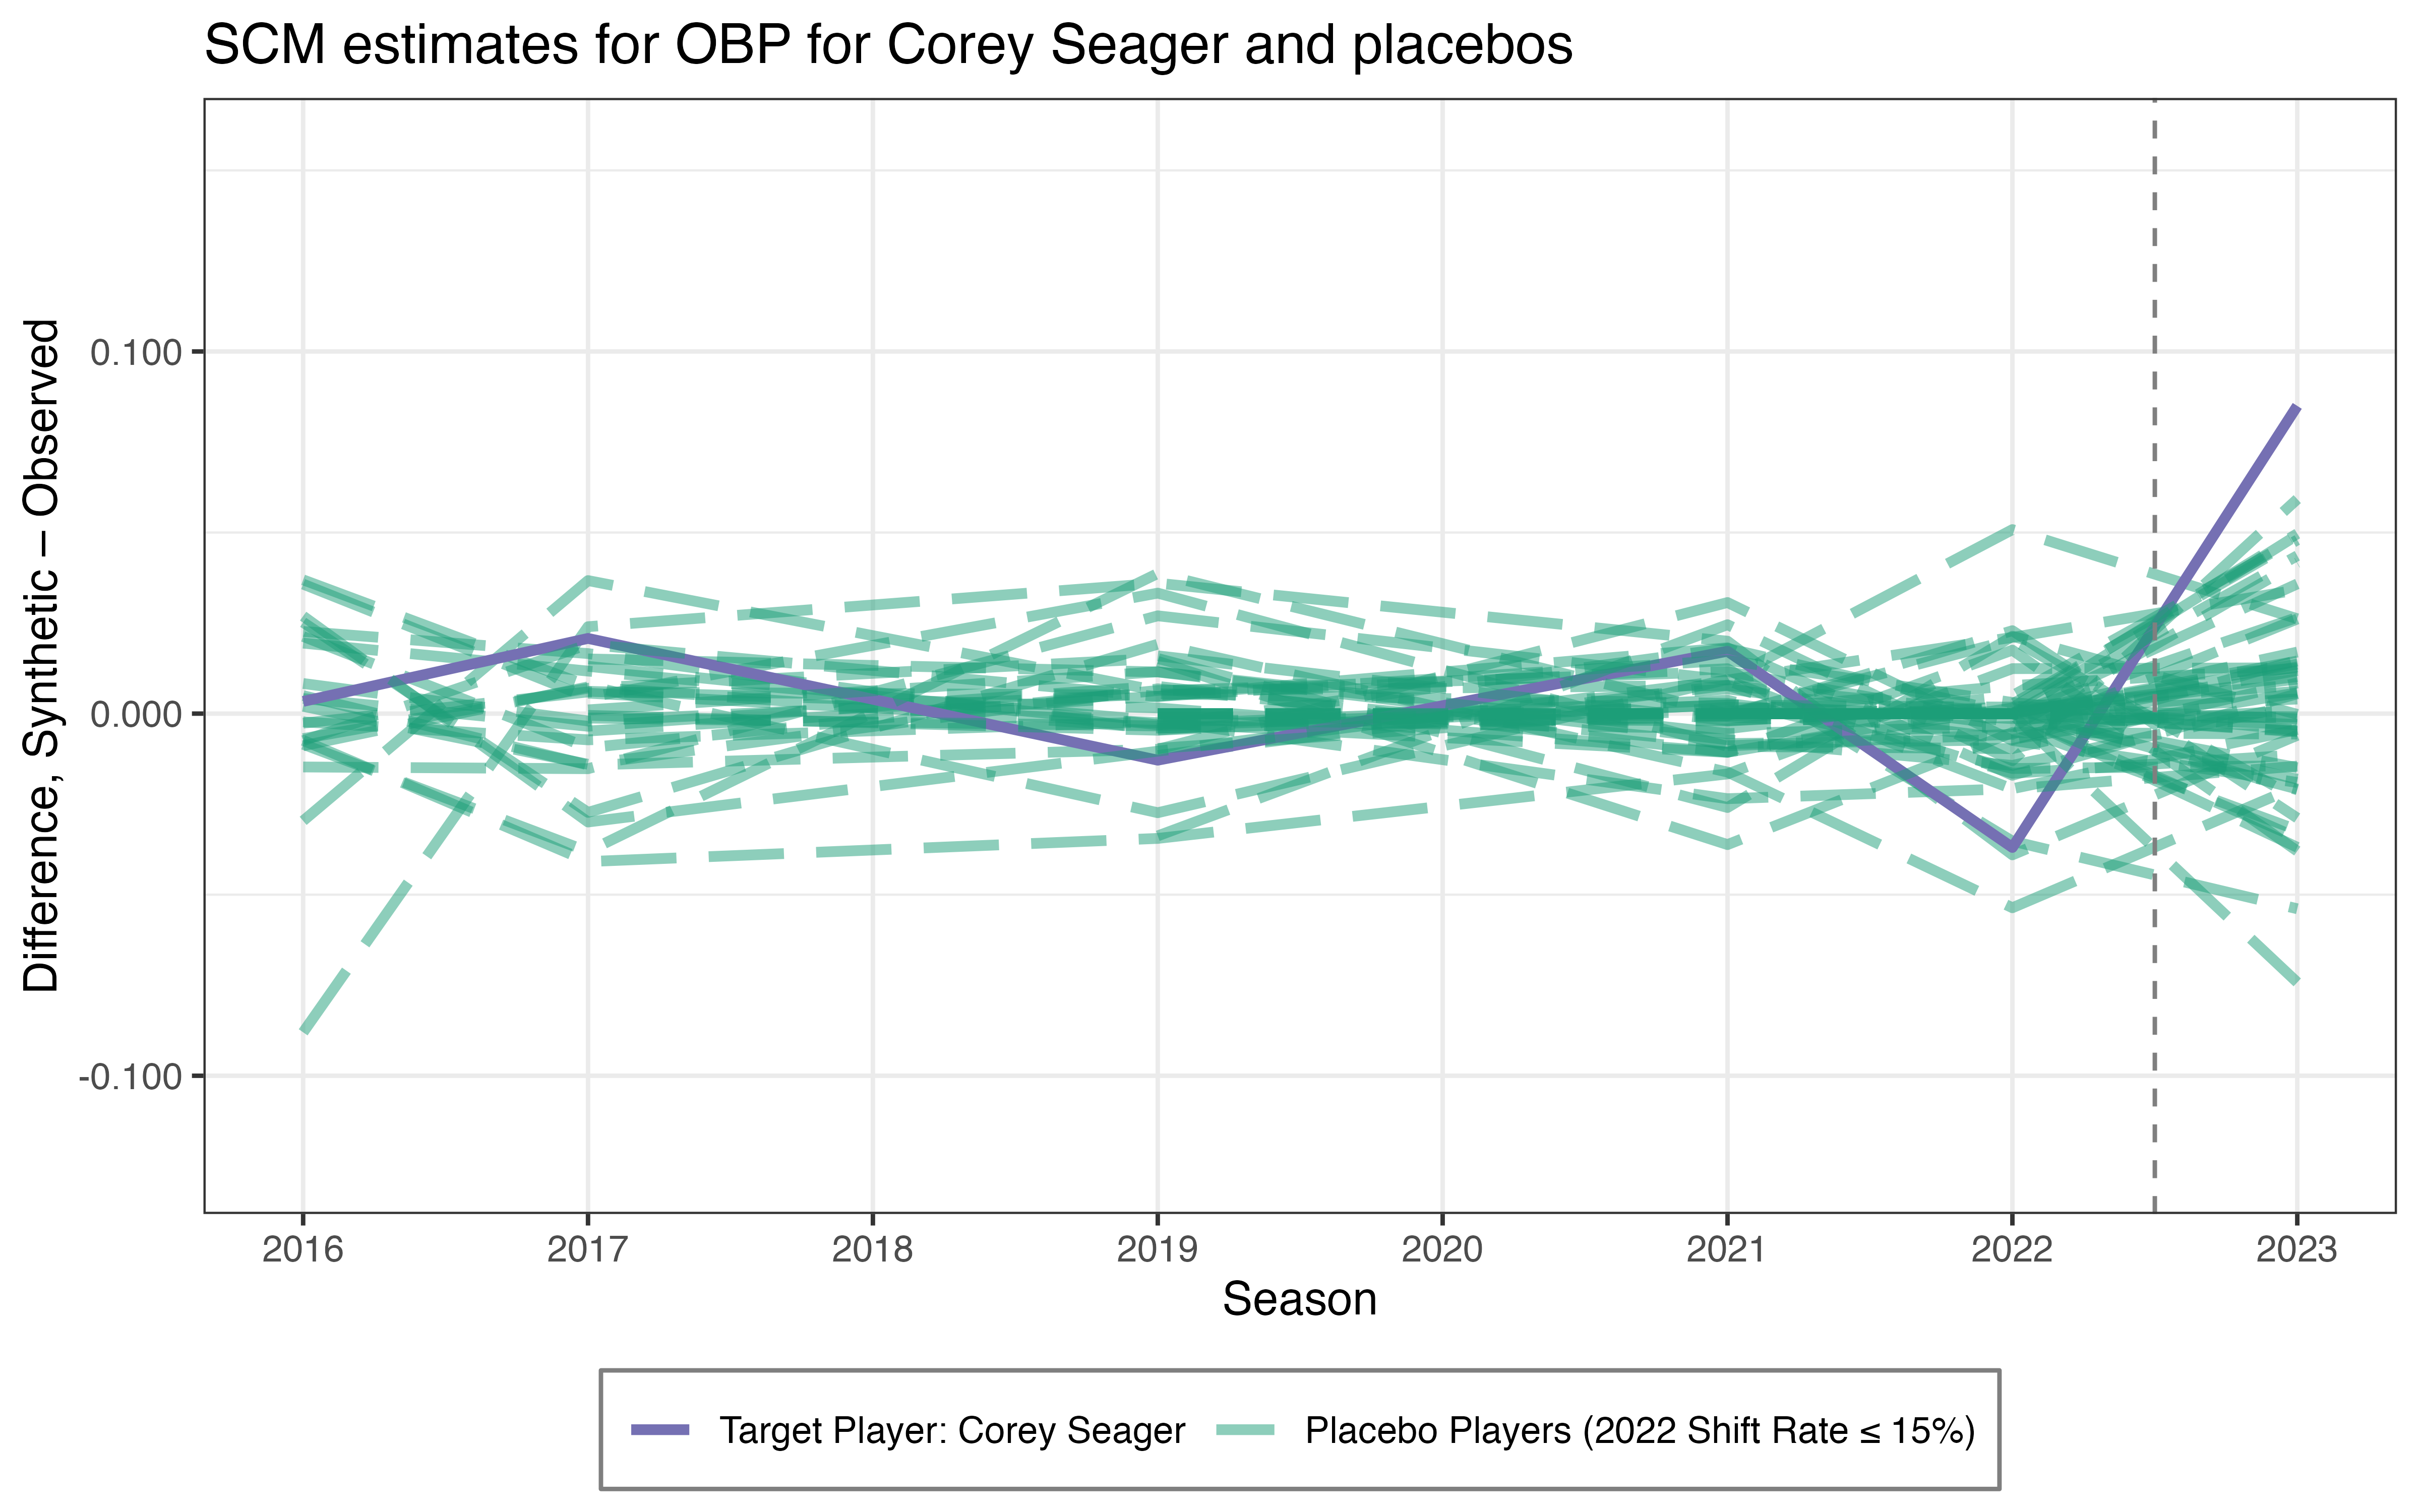 SCM estimates for OBP for Corey Seager and placebos
Difference, Synthetic − Observed
0.100
0.000
-0.100
2016 2017 2018 2019 2020 2021 2022 2023
Season
Target Player: Corey Seager Placebo Players (2022 Shift Rate ≤ 15%)